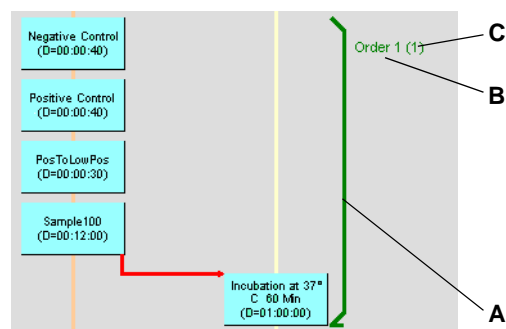 Negative Control
(D=00:00:40)
Positive Control
(D=00:00:40)
PosToLowPos
(D=00:00:30)
Sample100
(D=00:12:00)
Incubation at 37°
C 60 Min
(D=01:00:00)
Order 1 (1)
C
B
A